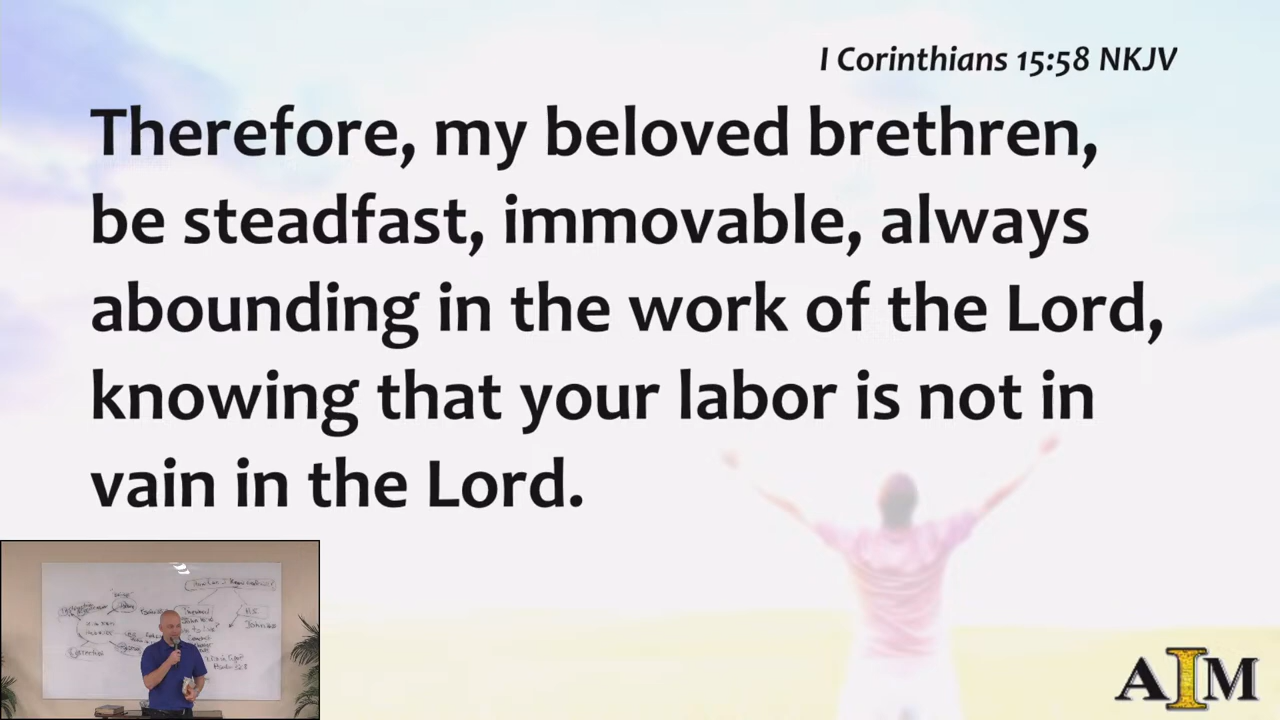 I Corinthians 15:58 NKJV
Therefore, my beloved brethren,
be steadfast, immovable, always
abounding in the work of the Lord,
knowing that your labor is not in
vain in the Lord.
AIM